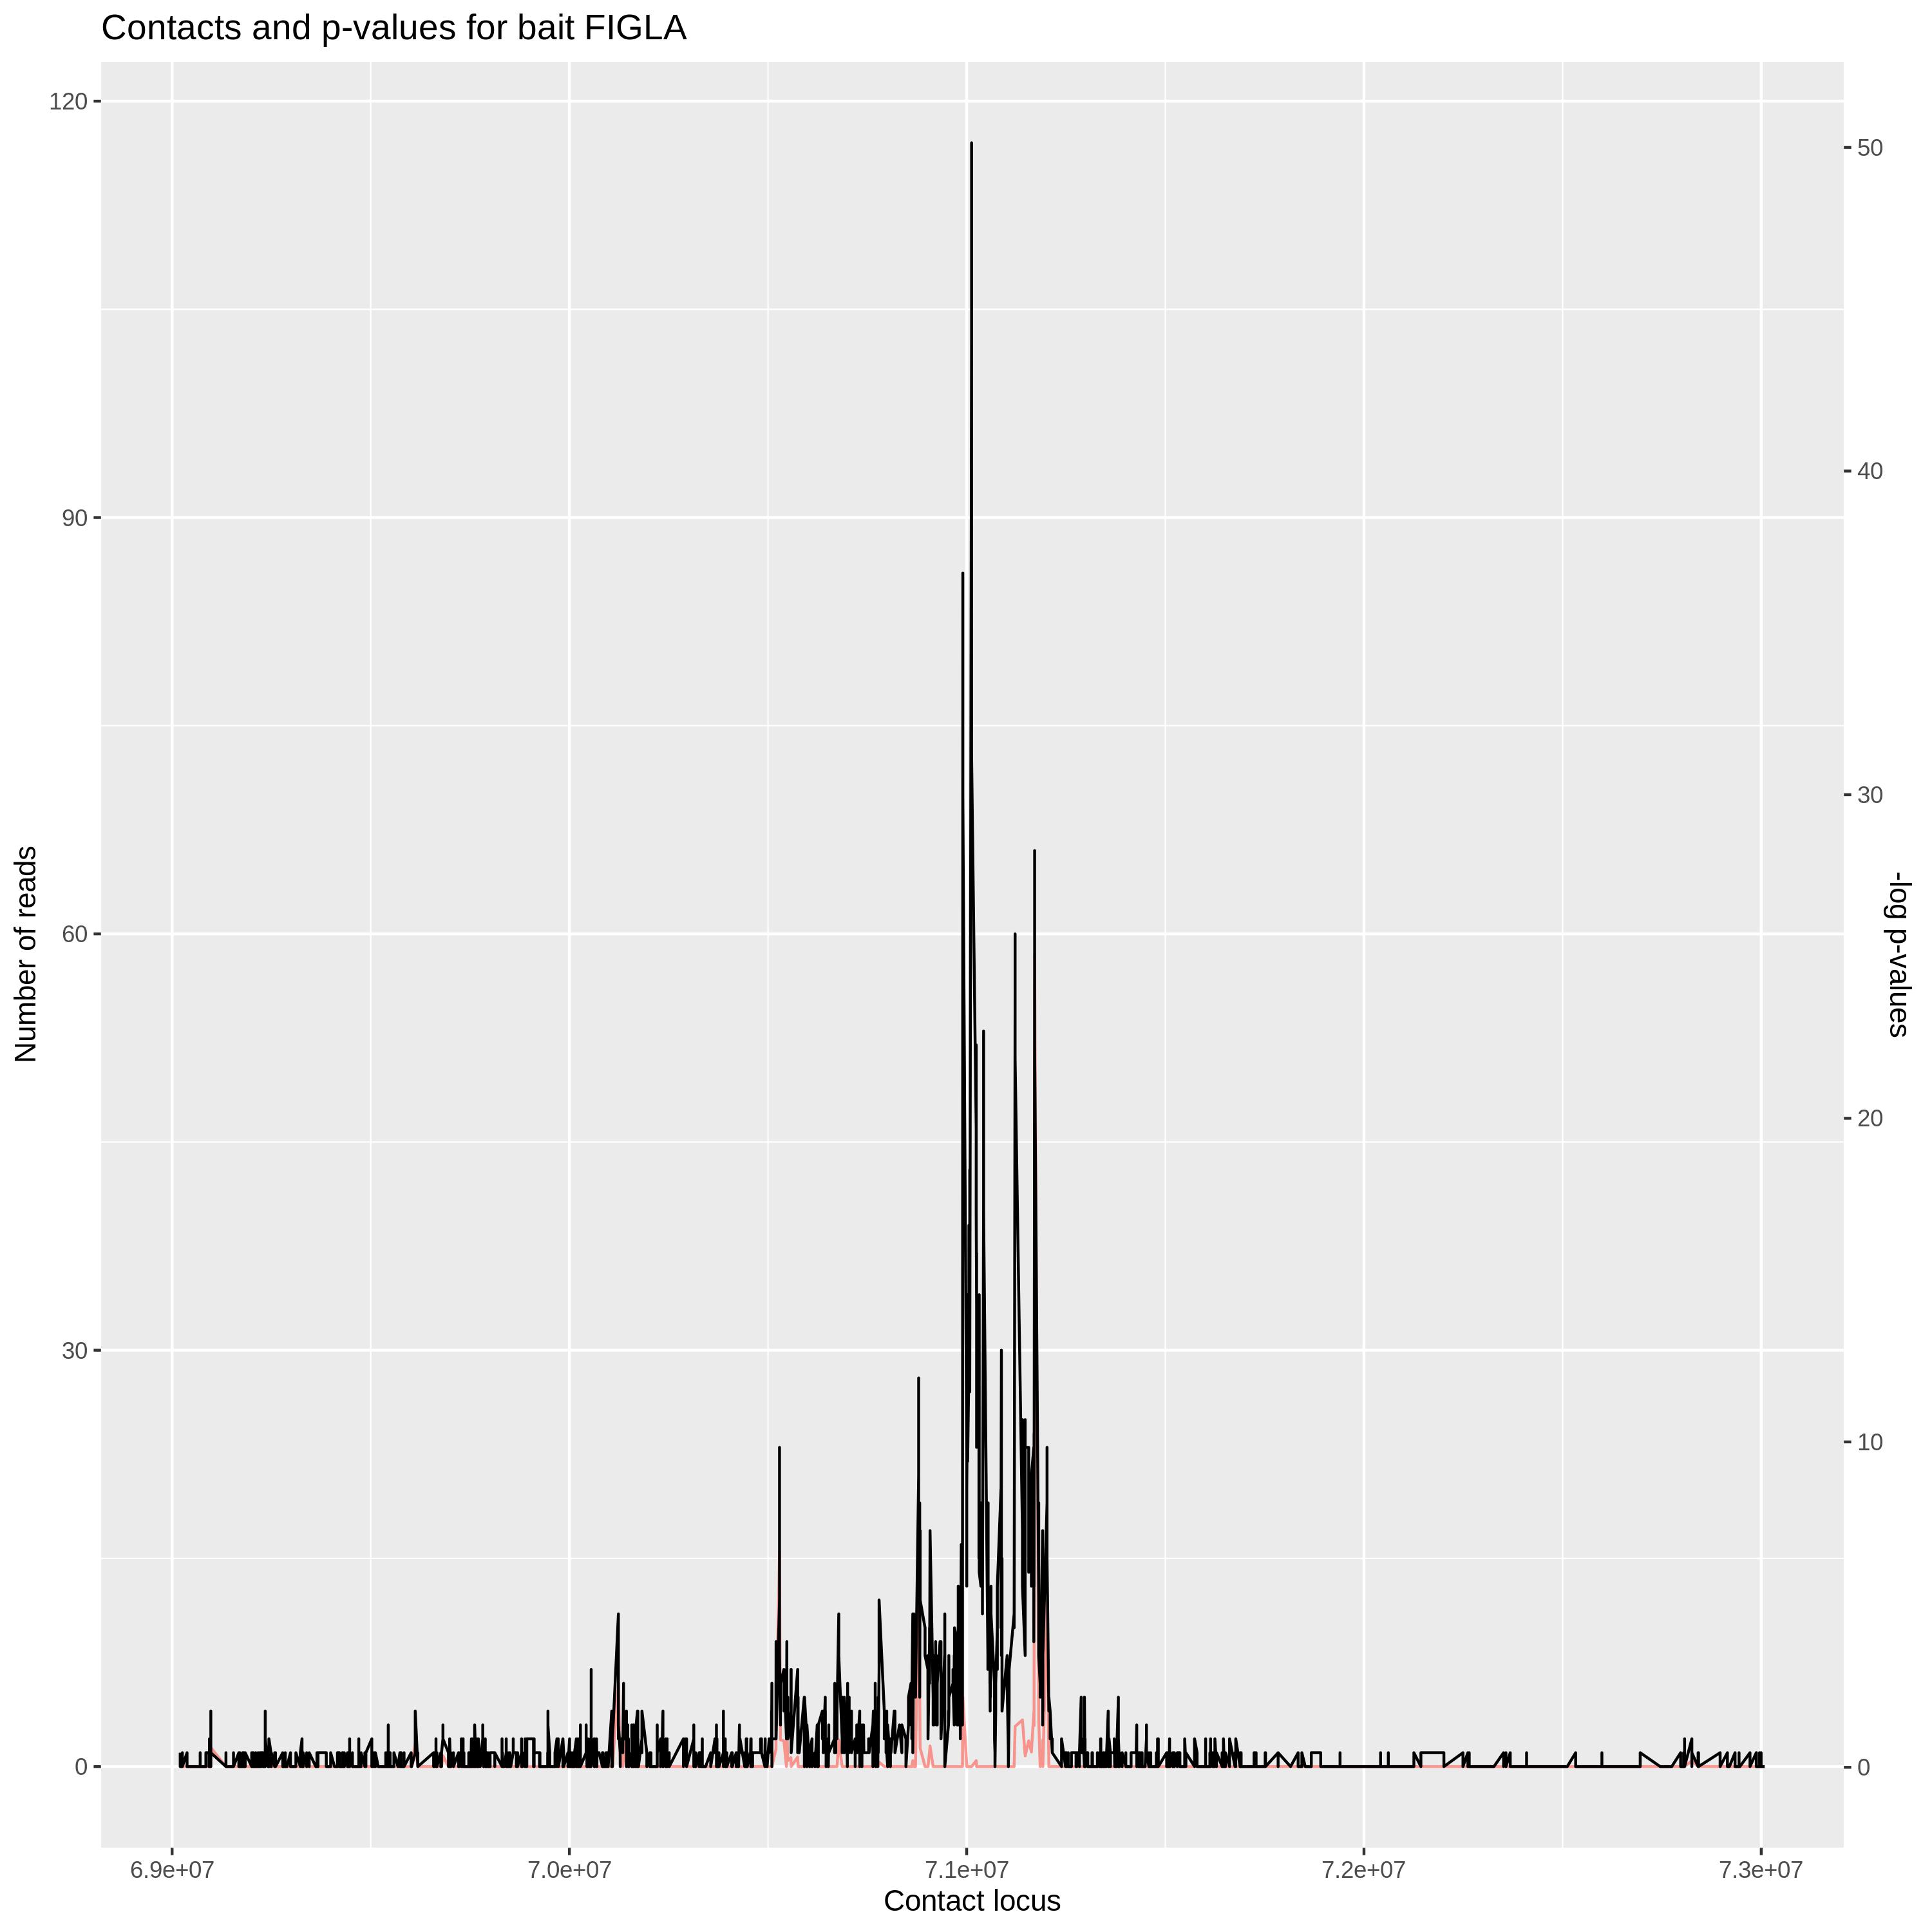 Contacts and p-values for bait FIGLA
120
90
60
30
0
Number of reads
50
40
30
20
10
0
-log p-values
6.9e+07 7.0e+07 7.1e+07 7.2e+07 7.3e+07
Contact locus